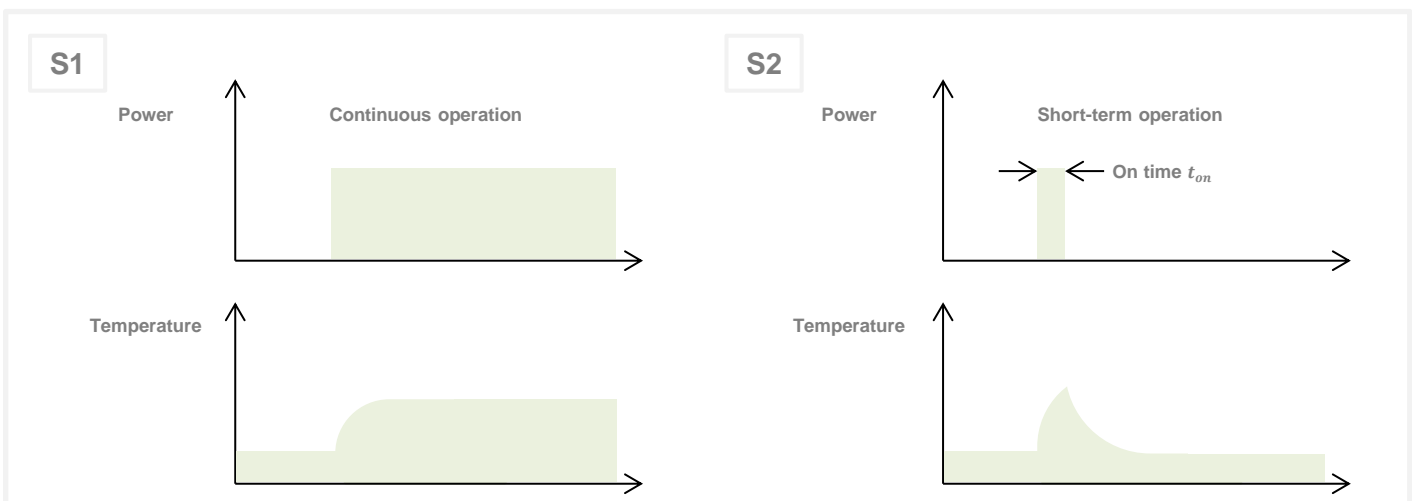 S1
Power
Continuous operation
Temperature
S2
Power
Short-term operation
On time t_on
Temperature